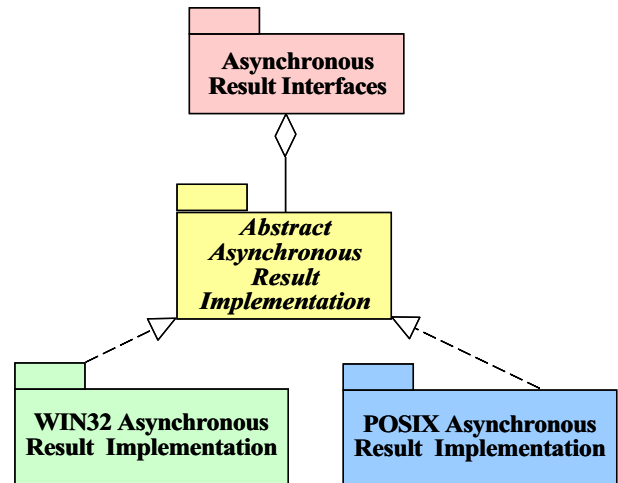 Asynchronous
Result Interfaces
Abstract
Asynchronous
Result
Implementation
WIN32 Asynchronous
Result Implementation
POSIX Asynchronous
Result Implementation